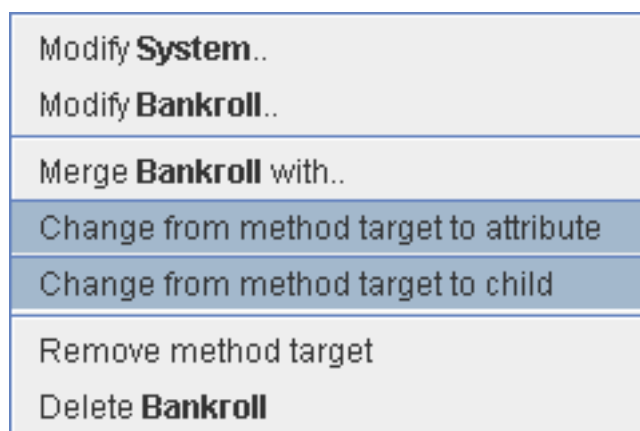 Modify System..
Modify Bankroll..
Merge Bankroll with..
Change from method target to attribute
Change from method target to child
Remove method target
Delete Bankroll